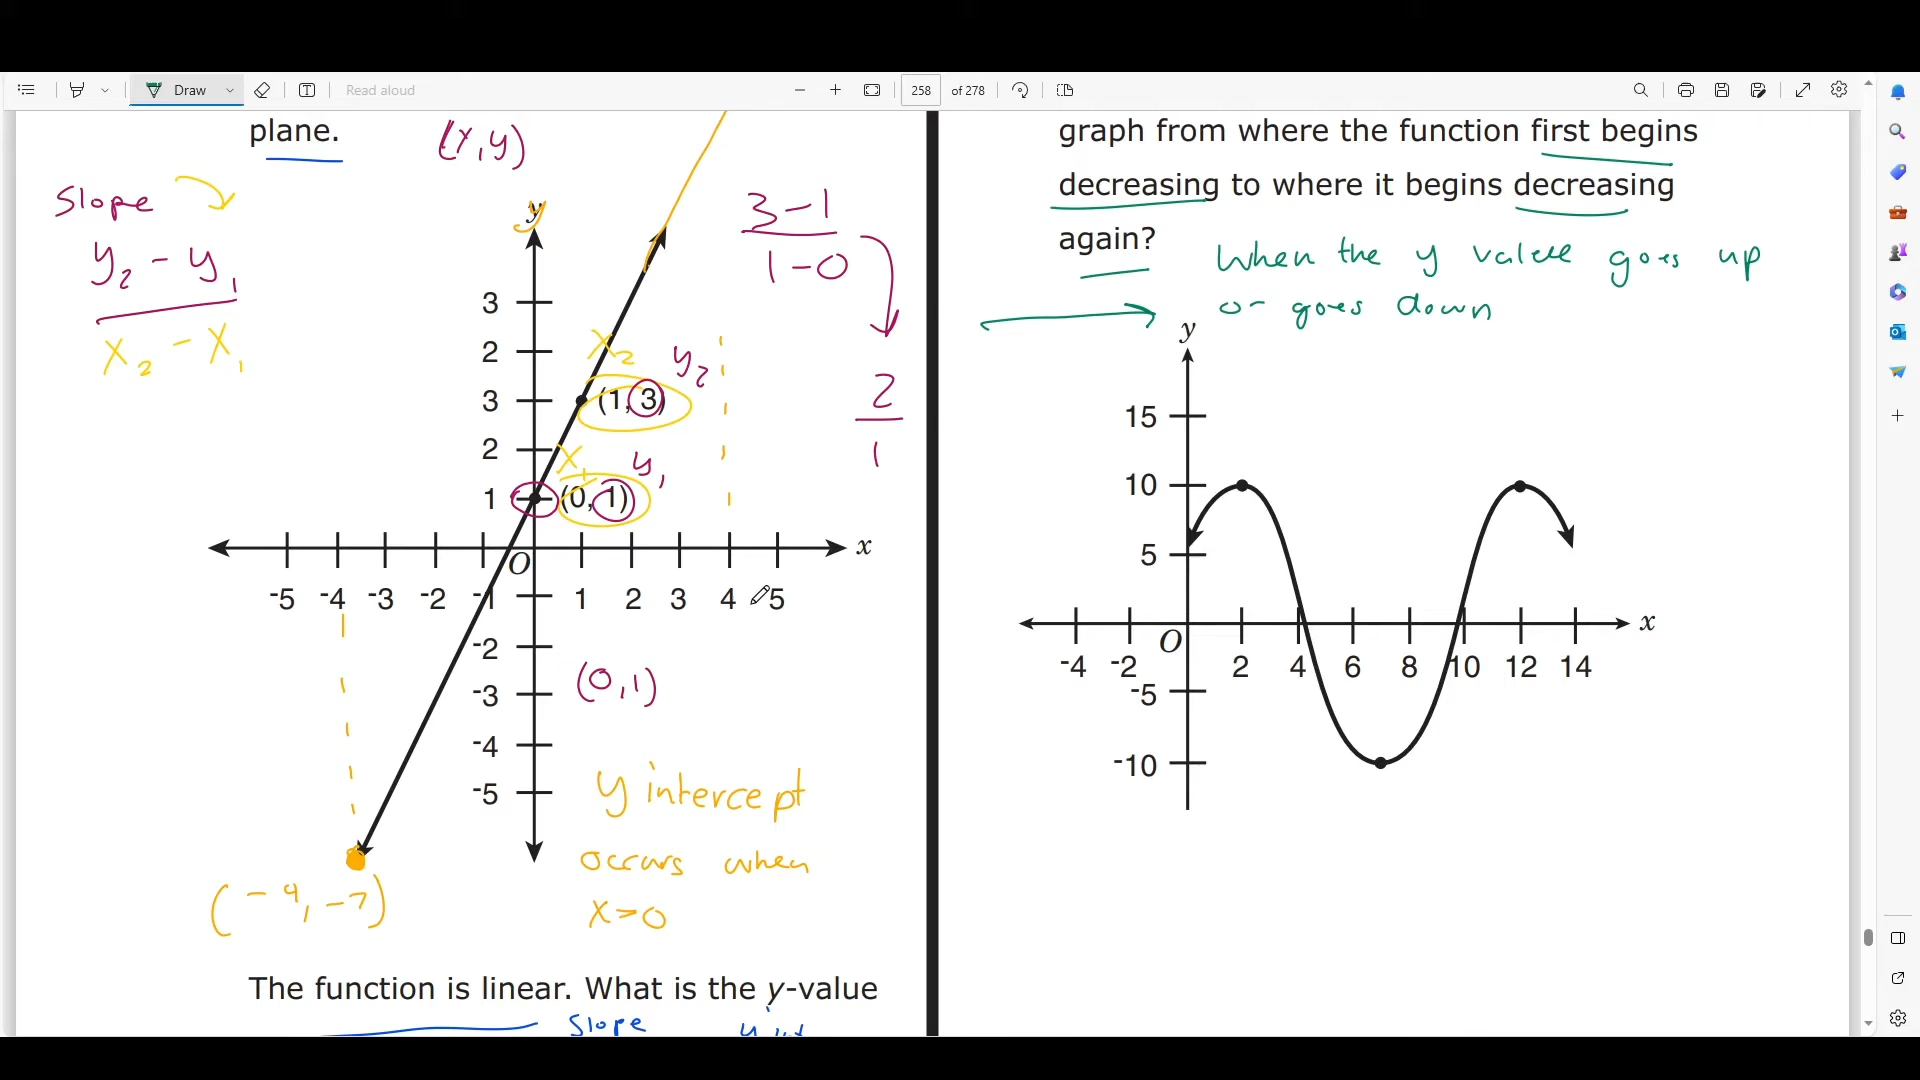 Draw
Read aloud
258 of 278
plane.
(x,y)
Slope
y₂ - y₁
x₂ - x₁
3-1
1-0
2
1
y
y
3
2
3
2
1
x₂
y₂
(1, 3)
x₁
y₁
(0, 1)
O
x
-5 -4 -3 -2 -1 1 2 3 4 5
-2
-3
-4
-5
(0,1)
y intercept
occurs when
x=0
(-4, -7)
The function is linear. What is the y-value
Slope y int
graph from where the function first begins
decreasing to where it begins decreasing
again?
When the y value goes up
or goes down
y
15
10
5
O
x
-4 -2 2 4 6 8 10 12 14
-5
-10